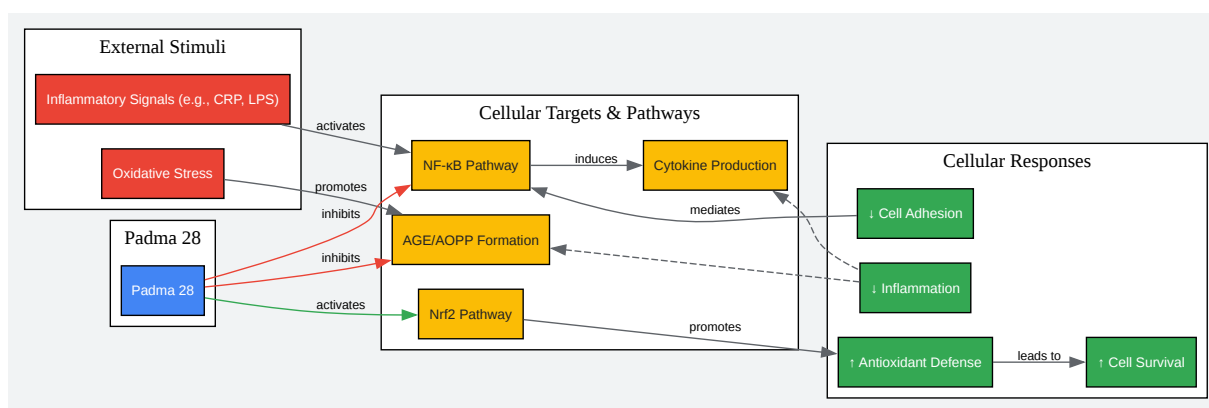 External Stimuli
Inflammatory Signals (e.g., CRP, LPS)
Oxidative Stress
Padma 28
Padma 28
activates
promotes
inhibits
inhibits
activates
Cellular Targets & Pathways
NF-κB Pathway
induces
Cytokine Production
AGE/AOPP Formation
Nrf2 Pathway
mediates
promotes
Cellular Responses
↓ Cell Adhesion
↓ Inflammation
↑ Antioxidant Defense
leads to
↑ Cell Survival